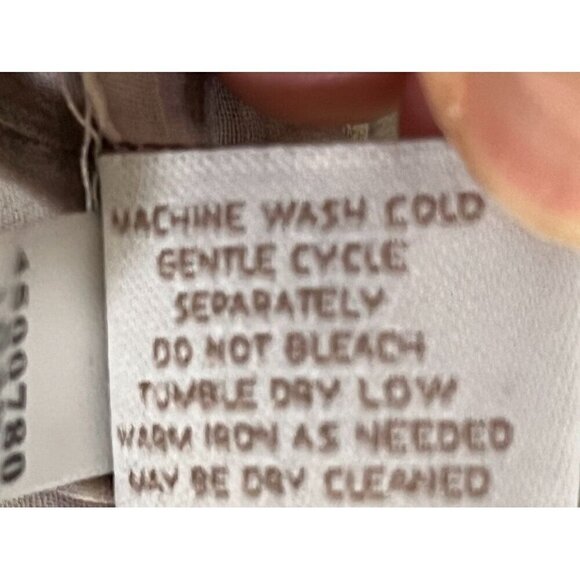 MACHINE WASH COLD
GENTLE CYCLE
SEPARATELY
DO NOT BLEACH
TUMBLE DRY LOW
WARM IRON AS NEEDED
MAY BE DRY CLEANED